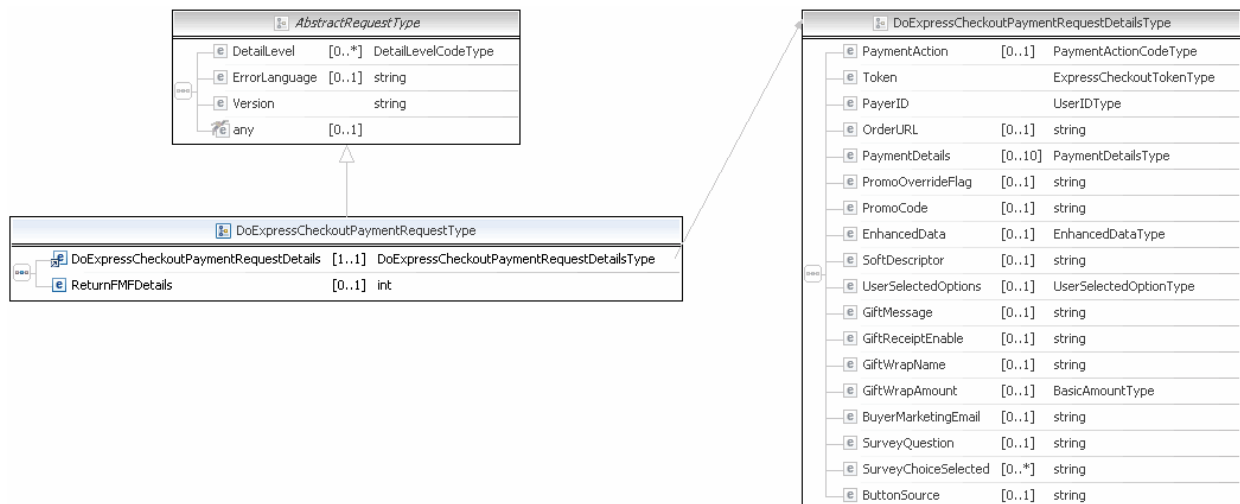 AbstractRequestType
DetailLevel [0..*] DetailLevelCodeType
ErrorLanguage [0..1] string
Version string
any [0..1]
DoExpressCheckoutPaymentRequestType
DoExpressCheckoutPaymentRequestDetails [1..1] DoExpressCheckoutPaymentRequestDetailsType
ReturnFMFDetails [0..1] int
DoExpressCheckoutPaymentRequestDetailsType
PaymentAction [0..1] PaymentActionCodeType
Token ExpressCheckoutTokenType
PayerID UserIDType
OrderURL [0..1] string
PaymentDetails [0..10] PaymentDetailsType
PromoOverrideFlag [0..1] string
PromoCode [0..1] string
EnhancedData [0..1] EnhancedDataType
SoftDescriptor [0..1] string
UserSelectedOptions [0..1] UserSelectedOptionType
GiftMessage [0..1] string
GiftReceiptEnable [0..1] string
GiftWrapName [0..1] string
GiftWrapAmount [0..1] BasicAmountType
BuyerMarketingEmail [0..1] string
SurveyQuestion [0..1] string
SurveyChoiceSelected [0..*] string
ButtonSource [0..1] string